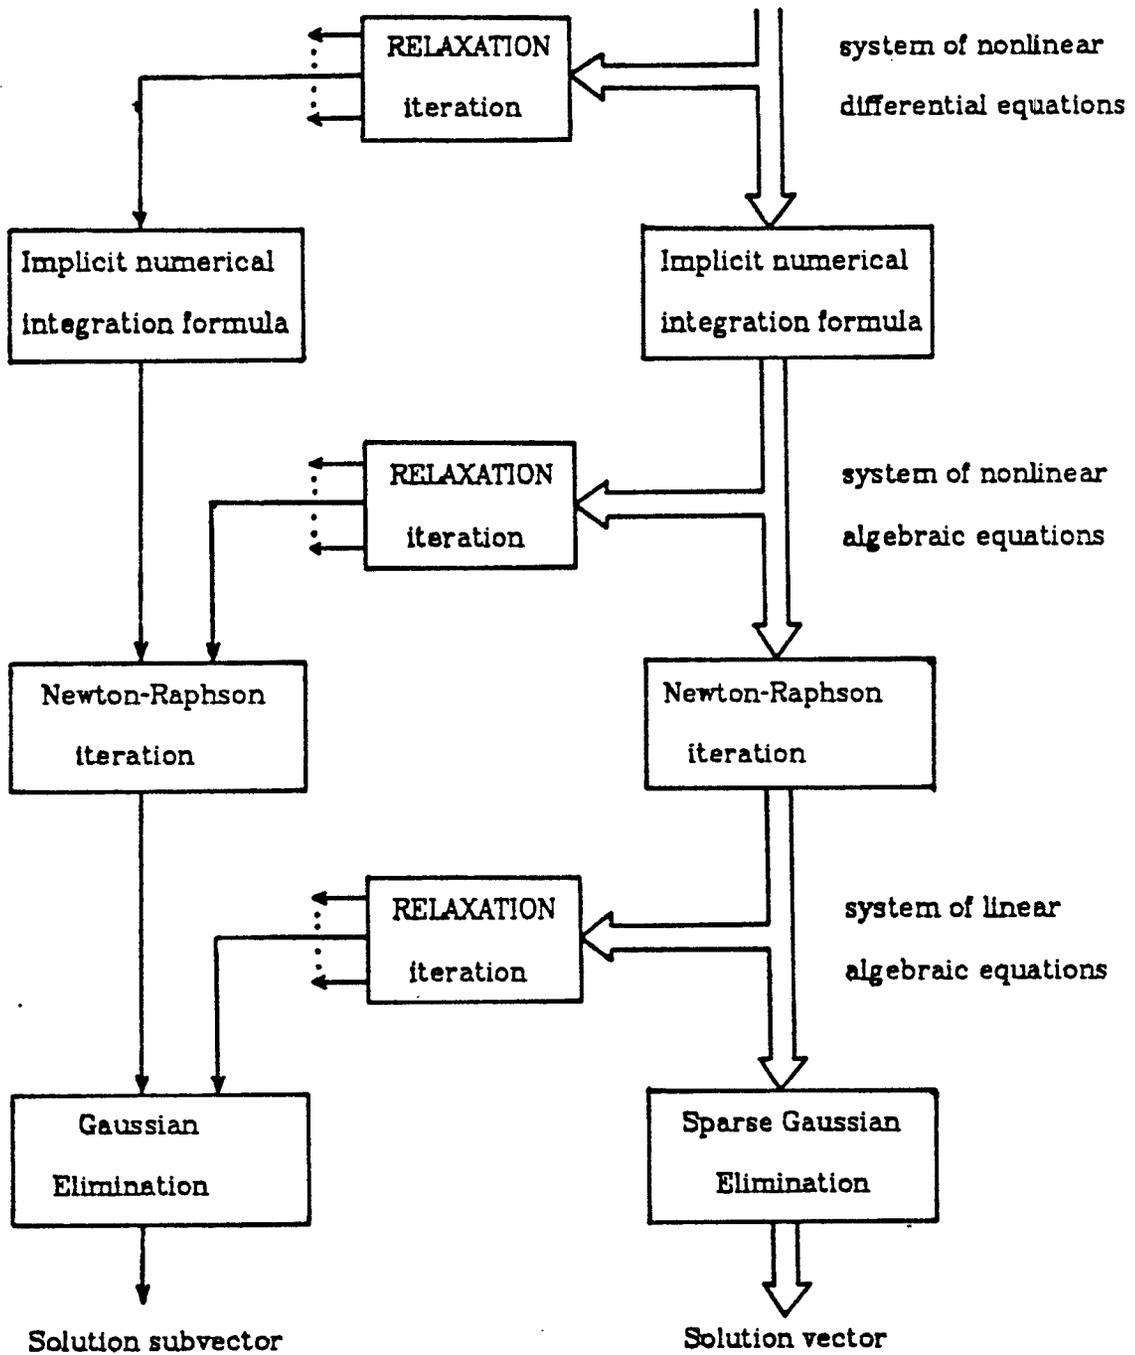 RELAXATION
iteration
system of nonlinear
differential equations
Implicit numerical
integration formula
Implicit numerical
integration formula
RELAXATION
iteration
system of nonlinear
algebraic equations
Newton-Raphson
iteration
Newton-Raphson
iteration
RELAXATION
iteration
system of linear
algebraic equations
Gaussian
Elimination
Sparse Gaussian
Elimination
Solution subvector
Solution vector